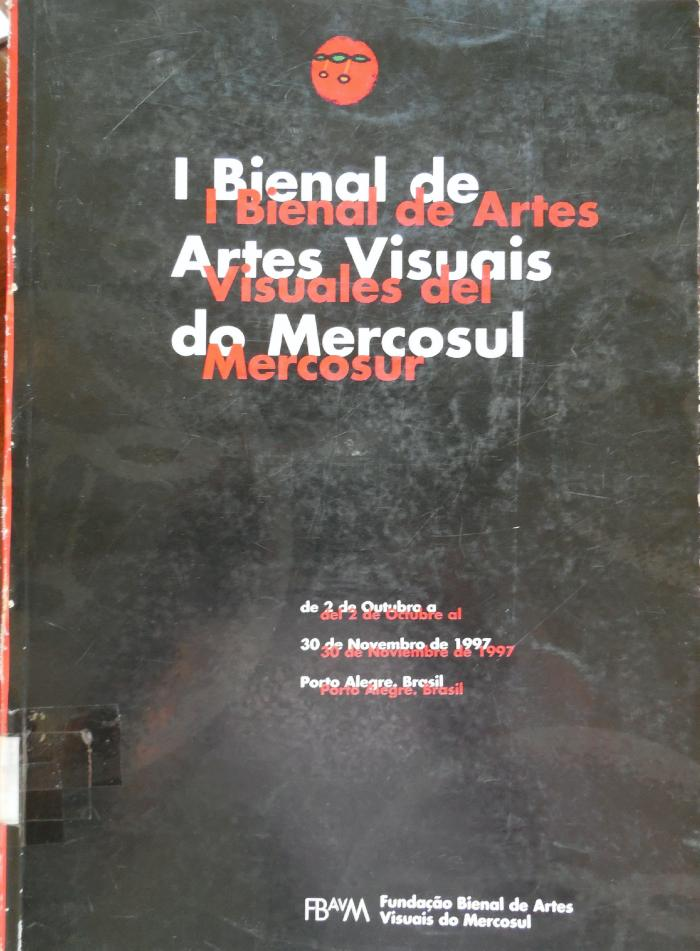 I Bienal de
I Bienal de Artes
Artes Visuais
Visuales del
do Mercosul
Mercosur
de 2 de Outubro a
del 2 de Octubre al
30 de Novembro de 1997
30 de Noviembre de 1997
Porto Alegre, Brasil
Porto Alegre, Brasil
FBAVM Fundação Bienal de Artes
Visuais do Mercosul